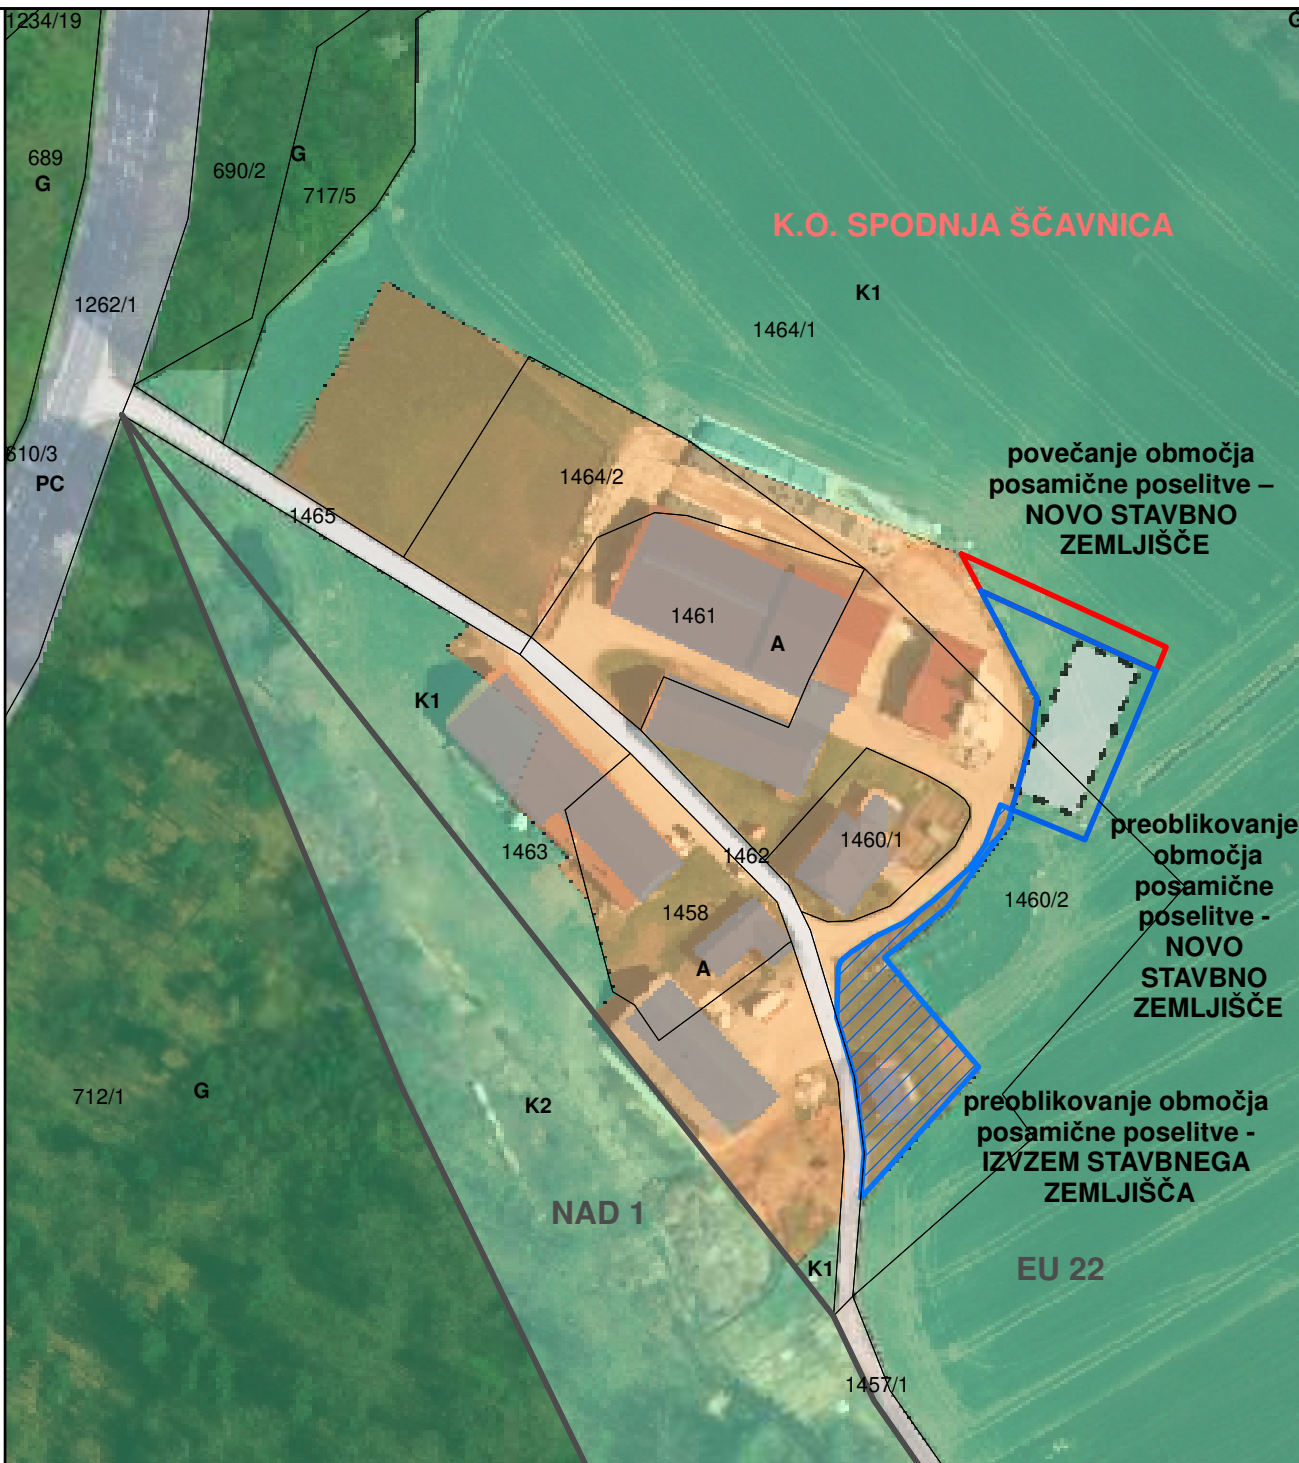 1234/19
G
689
G
690/2
G
717/5
K.O. SPODNJA ŠČAVNICA
K1
1262/1
1464/1
610/3
PC
povečanje območja
posamične poselitve –
NOVO STAVBNO
ZEMLJIŠČE
1464/2
1465
1461
A
K1
preoblikovanje
območja
posamične
poselitve -
NOVO
STAVBNO
ZEMLJIŠČE
1463
1462
1460/1
1460/2
1458
A
712/1
G
K2
preoblikovanje območja
posamične poselitve -
IZVZEM STAVBNEGA
ZEMLJIŠČA
NAD 1
K1
EU 22
1457/1